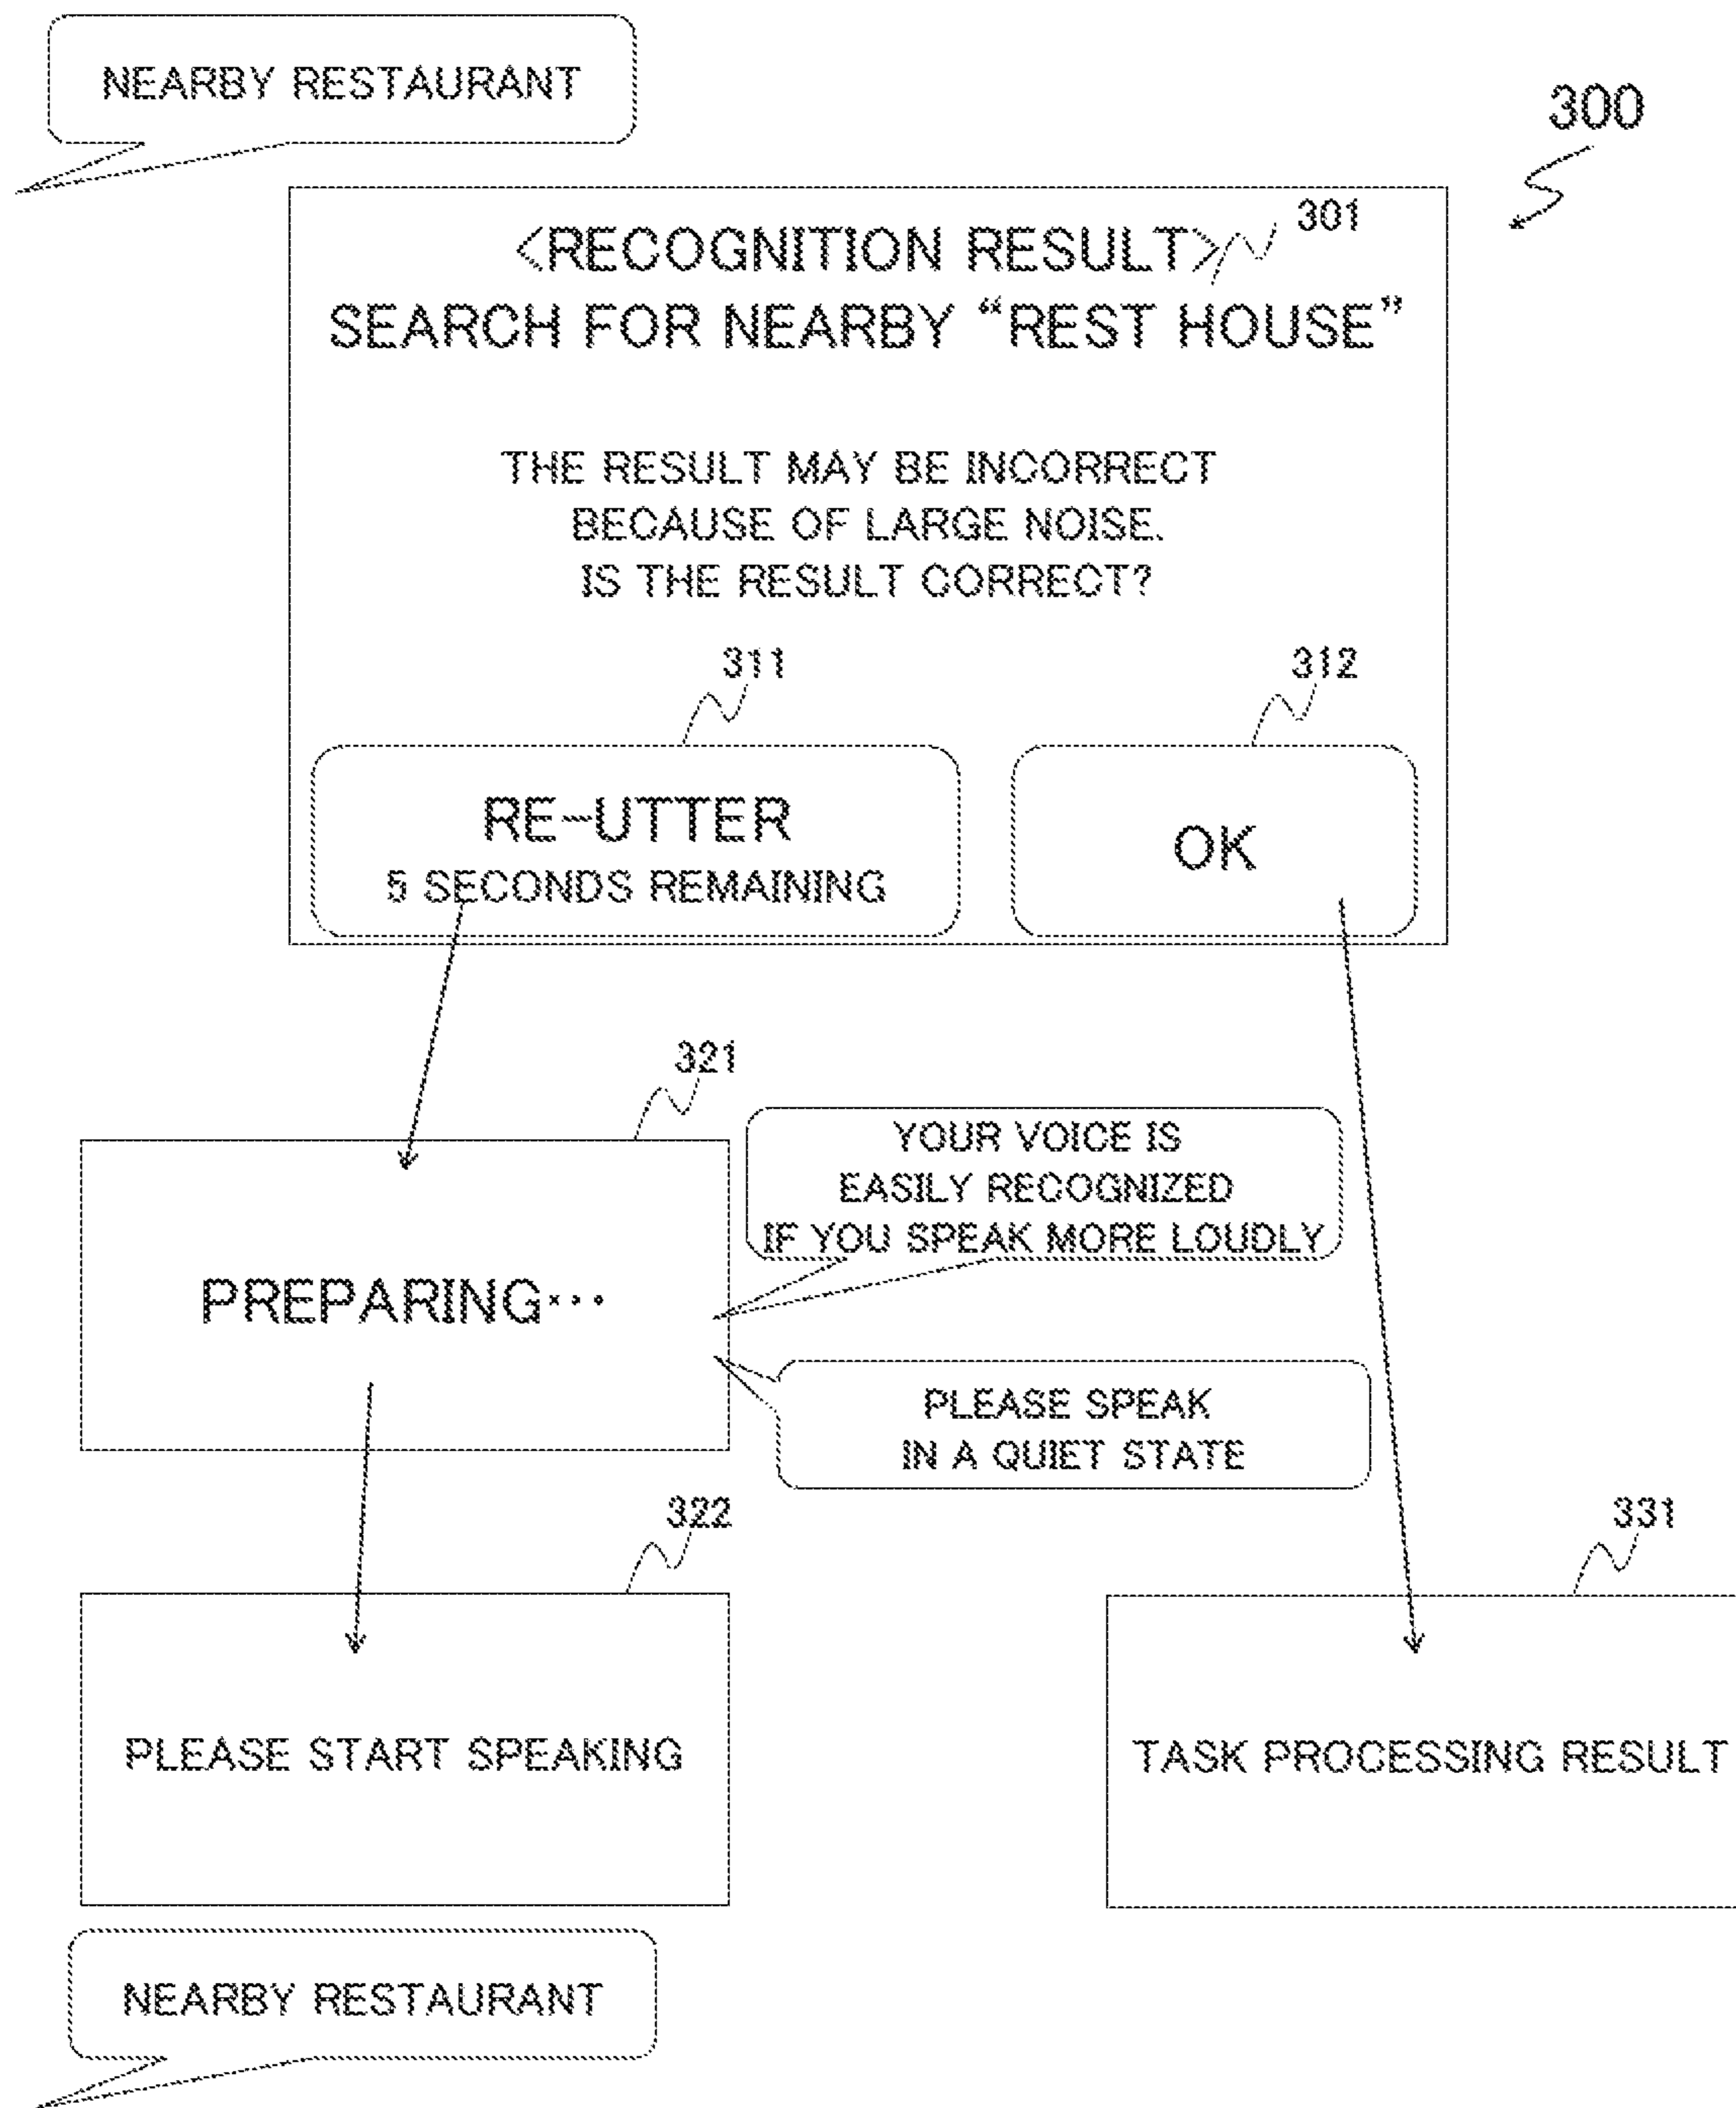 NEARBY RESTAURANT
300
301
<RECOGNITION RESULT>
SEARCH FOR NEARBY “REST HOUSE”
THE RESULT MAY BE INCORRECT
BECAUSE OF LARGE NOISE.
IS THE RESULT CORRECT?
311
312
RE-UTTER
5 SECONDS REMAINING
OK
321
YOUR VOICE IS
EASILY RECOGNIZED
IF YOU SPEAK MORE LOUDLY
PREPARING···
PLEASE SPEAK
IN A QUIET STATE
322
331
PLEASE START SPEAKING
TASK PROCESSING RESULT
NEARBY RESTAURANT